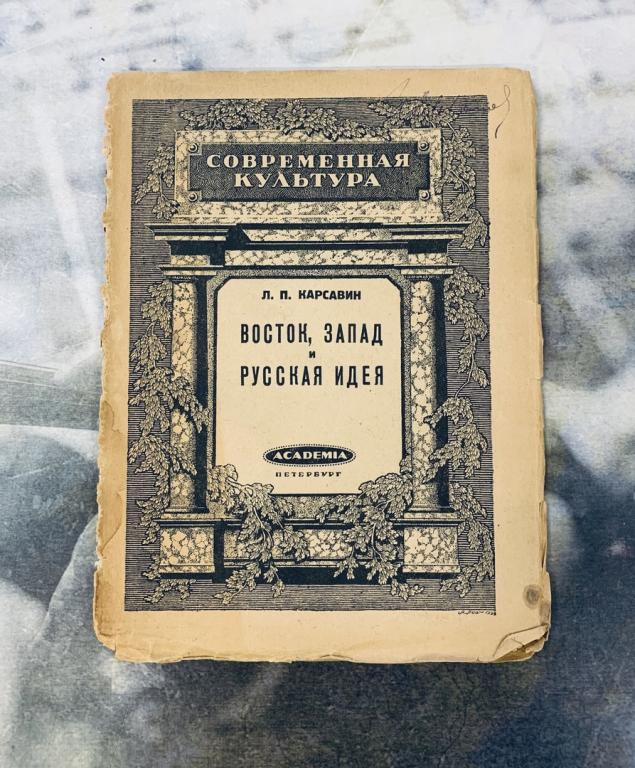 СОВРЕМЕННАЯ
КУЛЬТУРА
Л. П. КАРСАВИН
ВОСТОК, ЗАПАД
И
РУССКАЯ ИДЕЯ
ACADEMIA
ПЕТЕРБУРГ